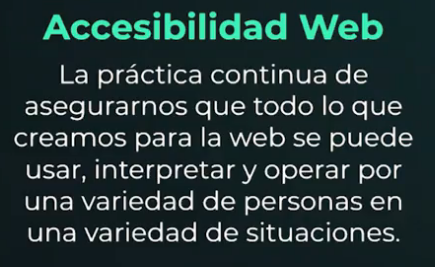 Accesibilidad Web
La práctica continua de
asegurarnos que todo lo que
creamos para la web se puede
usar, interpretar y operar por
una variedad de personas en
una variedad de situaciones.